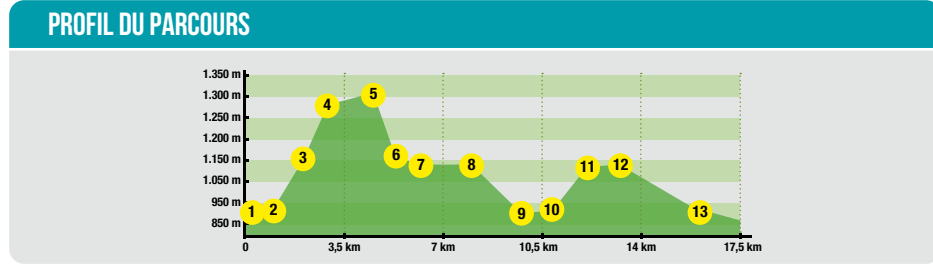 PROFIL DU PARCOURS
1.350 m
1.300 m
1.250 m
1.200 m
1.150 m
1.050 m
950 m
850 m
1
2
3
4
5
6
7
8
9
10
11
12
13
0
3,5 km
7 km
10,5 km
14 km
17,5 km